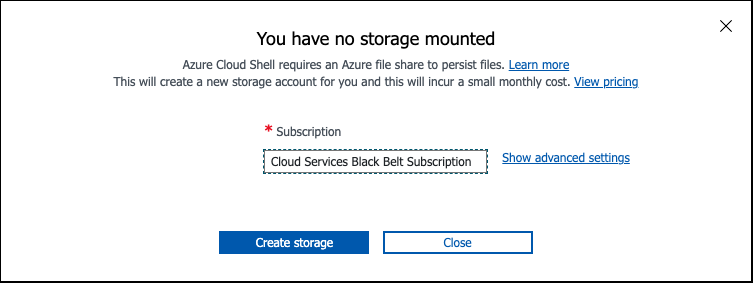 You have no storage mounted
Azure Cloud Shell requires an Azure file share to persist files. Learn more
This will create a new storage account for you and this will incur a small monthly cost. View pricing
* Subscription
Cloud Services Black Belt Subscription
Show advanced settings
Create storage
Close